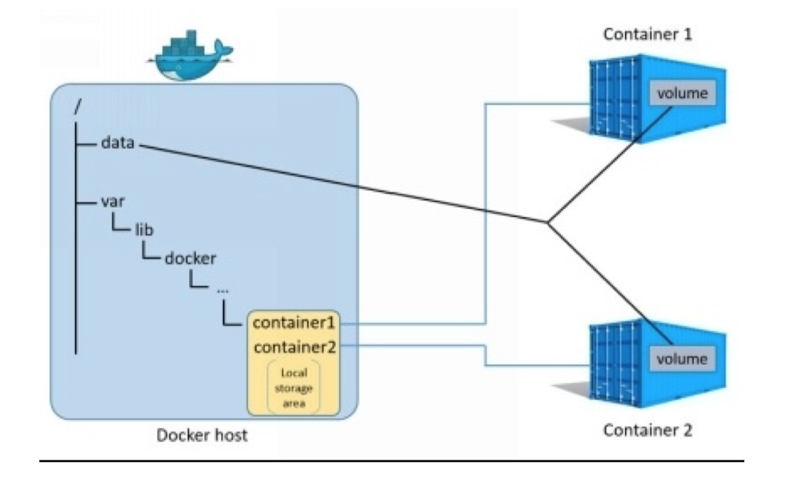 Container 1
volume
/
data
var
lib
docker
...
container1
container2
Local
storage
area
volume
Docker host
Container 2